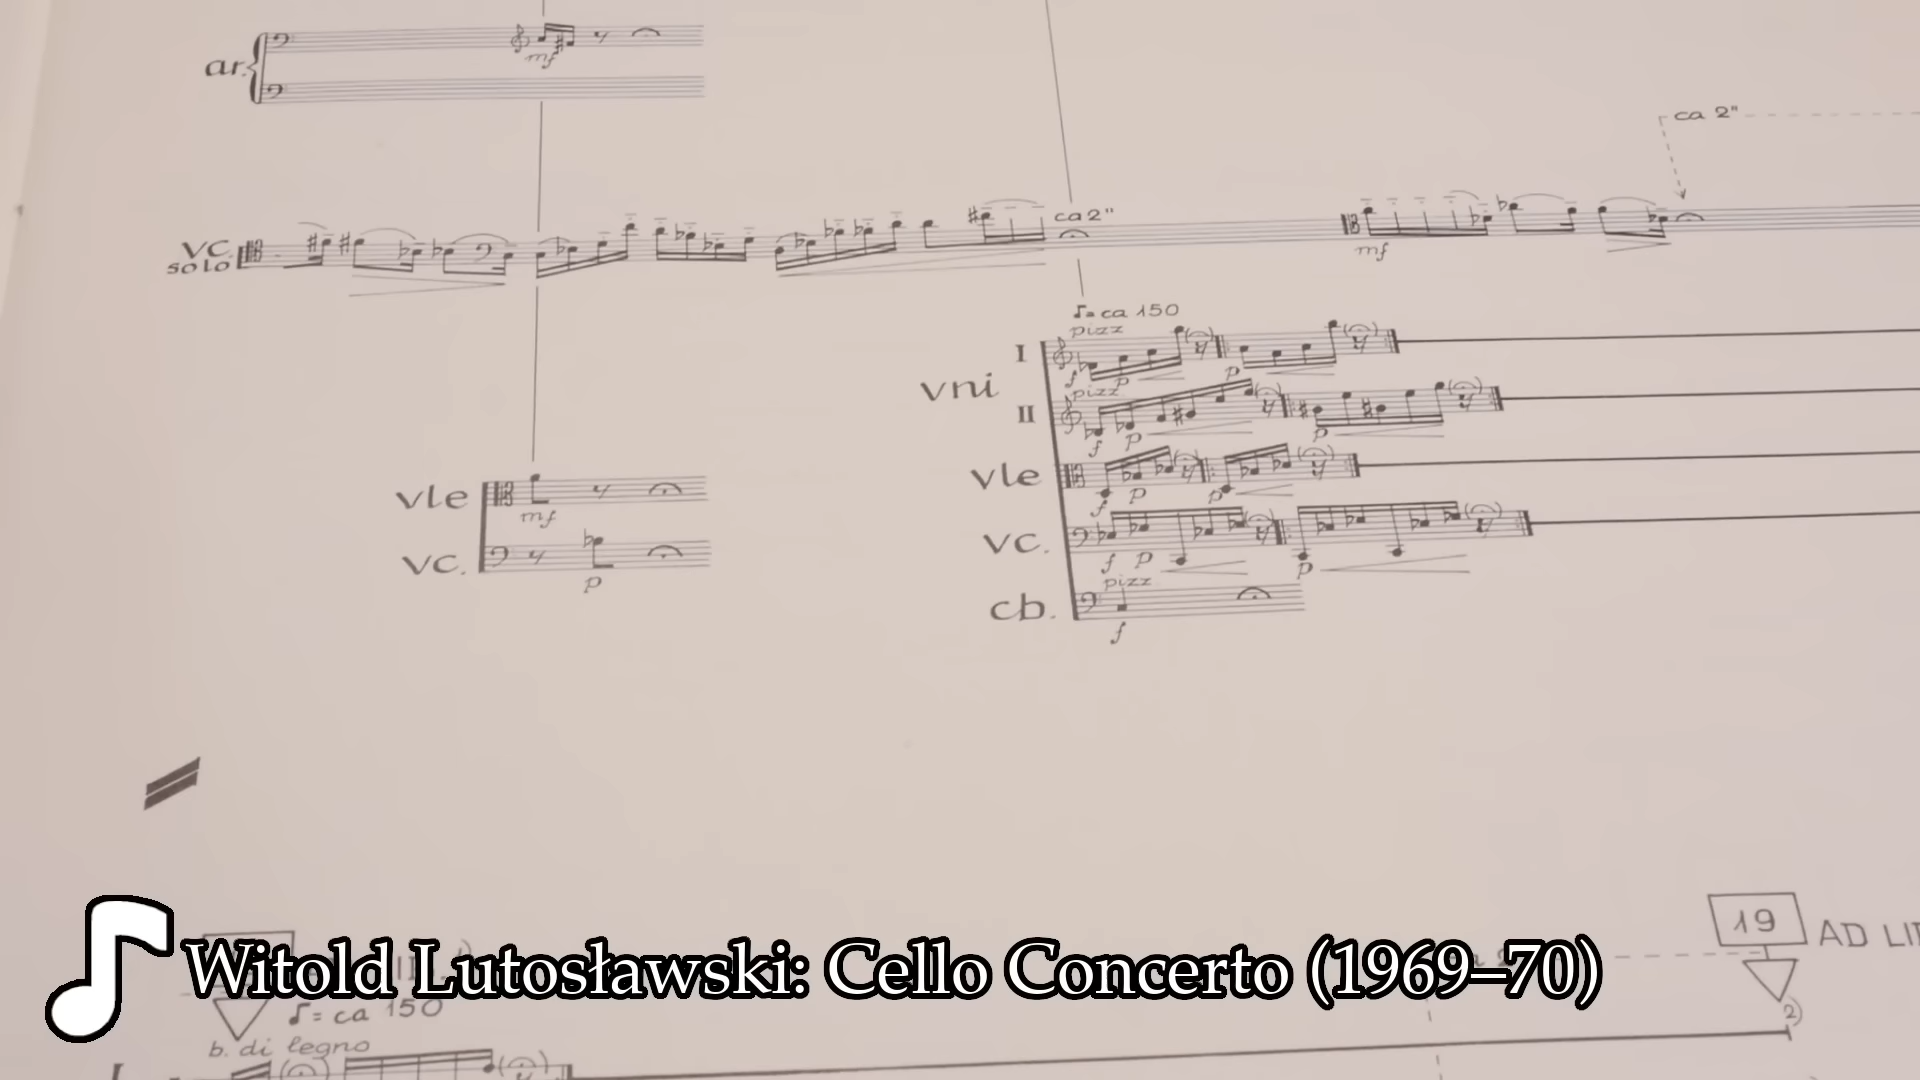 ar.
mf
ca 2"
vc.
solo
ca 2"
mf
♪= ca 150
pizz
I
f p p
vni
pizz
II
f p p
vle
mf
vle
f p p
vc.
p
vc.
f p p
pizz
cb.
f
19 AD LI
Witold Lutosławski: Cello Concerto (1969–70)
♪= ca 150
2)
b. di legno